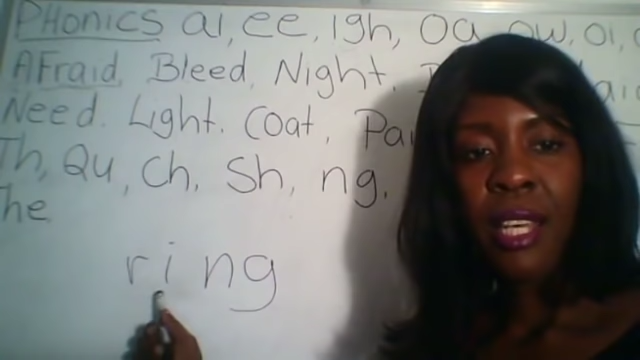 PHonics ai, ee, igh, Oa, ow, oi,
AFraid, Bleed, Night,
Need. Light. Coat,
Th, Qu, Ch, Sh, ng.
The
ring